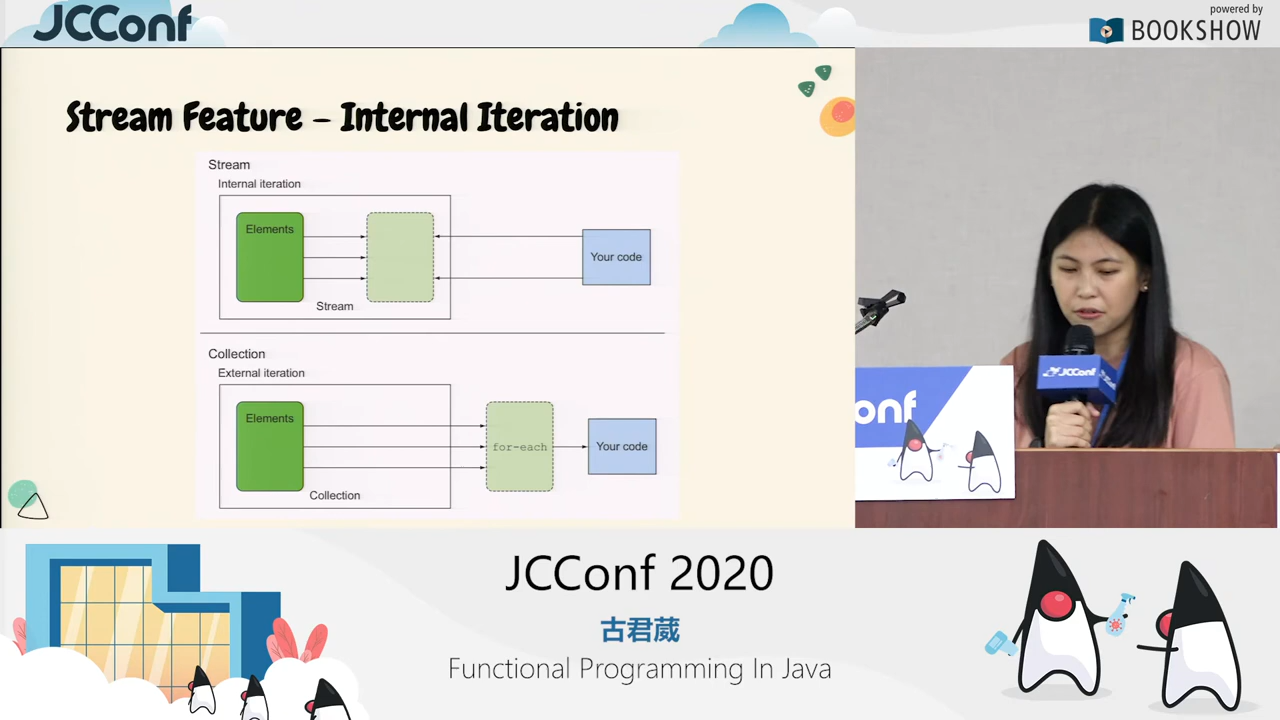 JCConf
powered by
BOOKSHOW
Stream Feature – Internal Iteration
Stream
Internal iteration
Elements
Stream
Your code
Collection
External iteration
Elements
for-each
Your code
Collection
JCConf
onf
JCConf 2020
古君葳
Functional Programming In Java